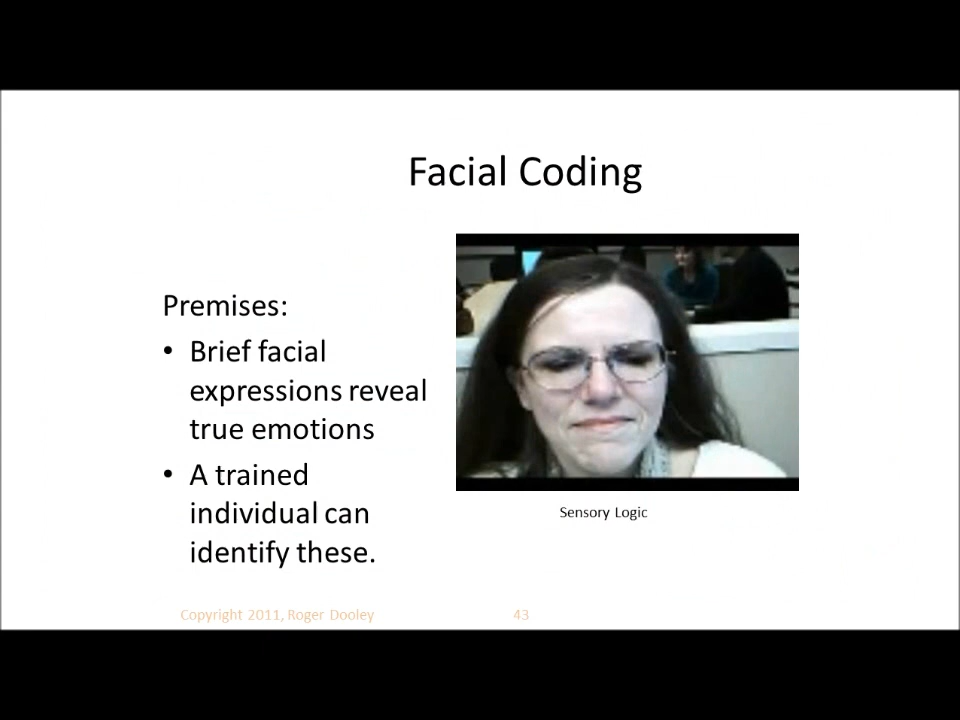 Facial Coding
Premises:
• Brief facial
expressions reveal
true emotions
• A trained
individual can
identify these.
Sensory Logic
Copyright 2011, Roger Dooley
43